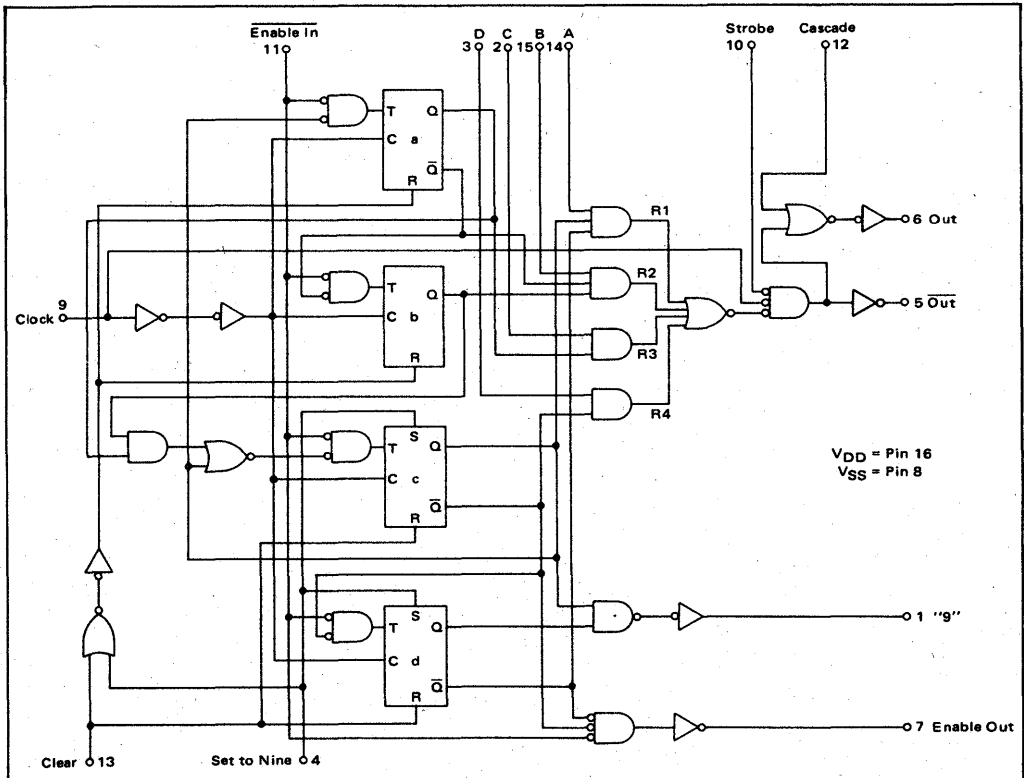 Enable In
11
D
3
C
2
B
15
A
14
Strobe
10
Cascade
12
T
Q
C
a
Q̅
R
R1
6 Out
T
Q
C
b
R
R2
9
Clock
5 O̅u̅t̅
R3
R4
S
T
Q
C
c
Q̅
R
VDD = Pin 16
VSS = Pin 8
S
T
Q
C
d
Q̅
R
1 "9"
7 Enable Out
Clear 13
Set to Nine 4